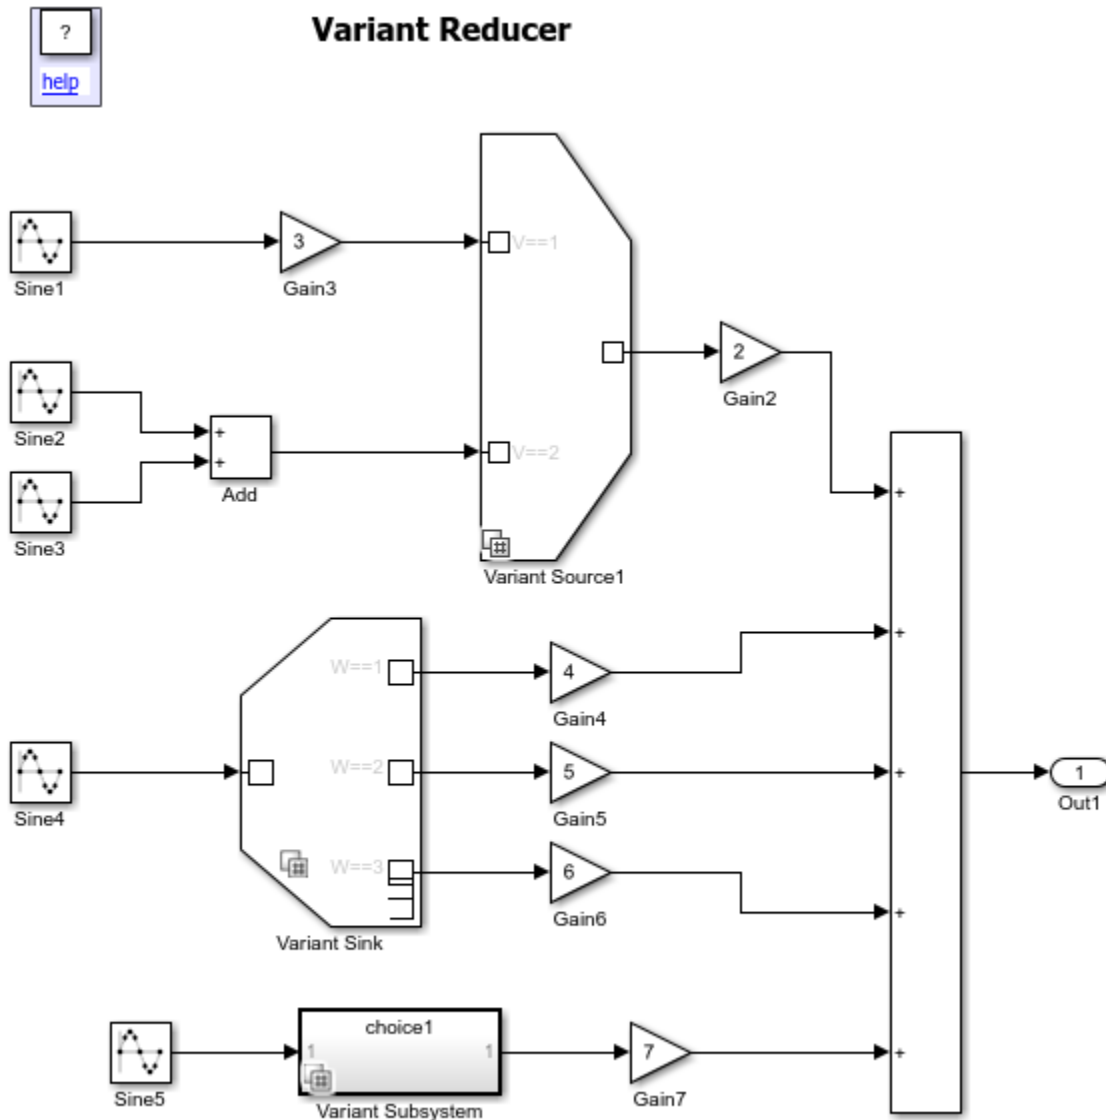 ?
help
Variant Reducer
Sine1
3
Gain3
V==1
Sine2
Sine3
+
+
Add
V==2
Variant Source1
2
Gain2
+
+
+
+
+
Sine4
W==1
W==2
W==3
Variant Sink
4
Gain4
5
Gain5
6
Gain6
1
Out1
Sine5
choice1
1
1
Variant Subsystem
7
Gain7